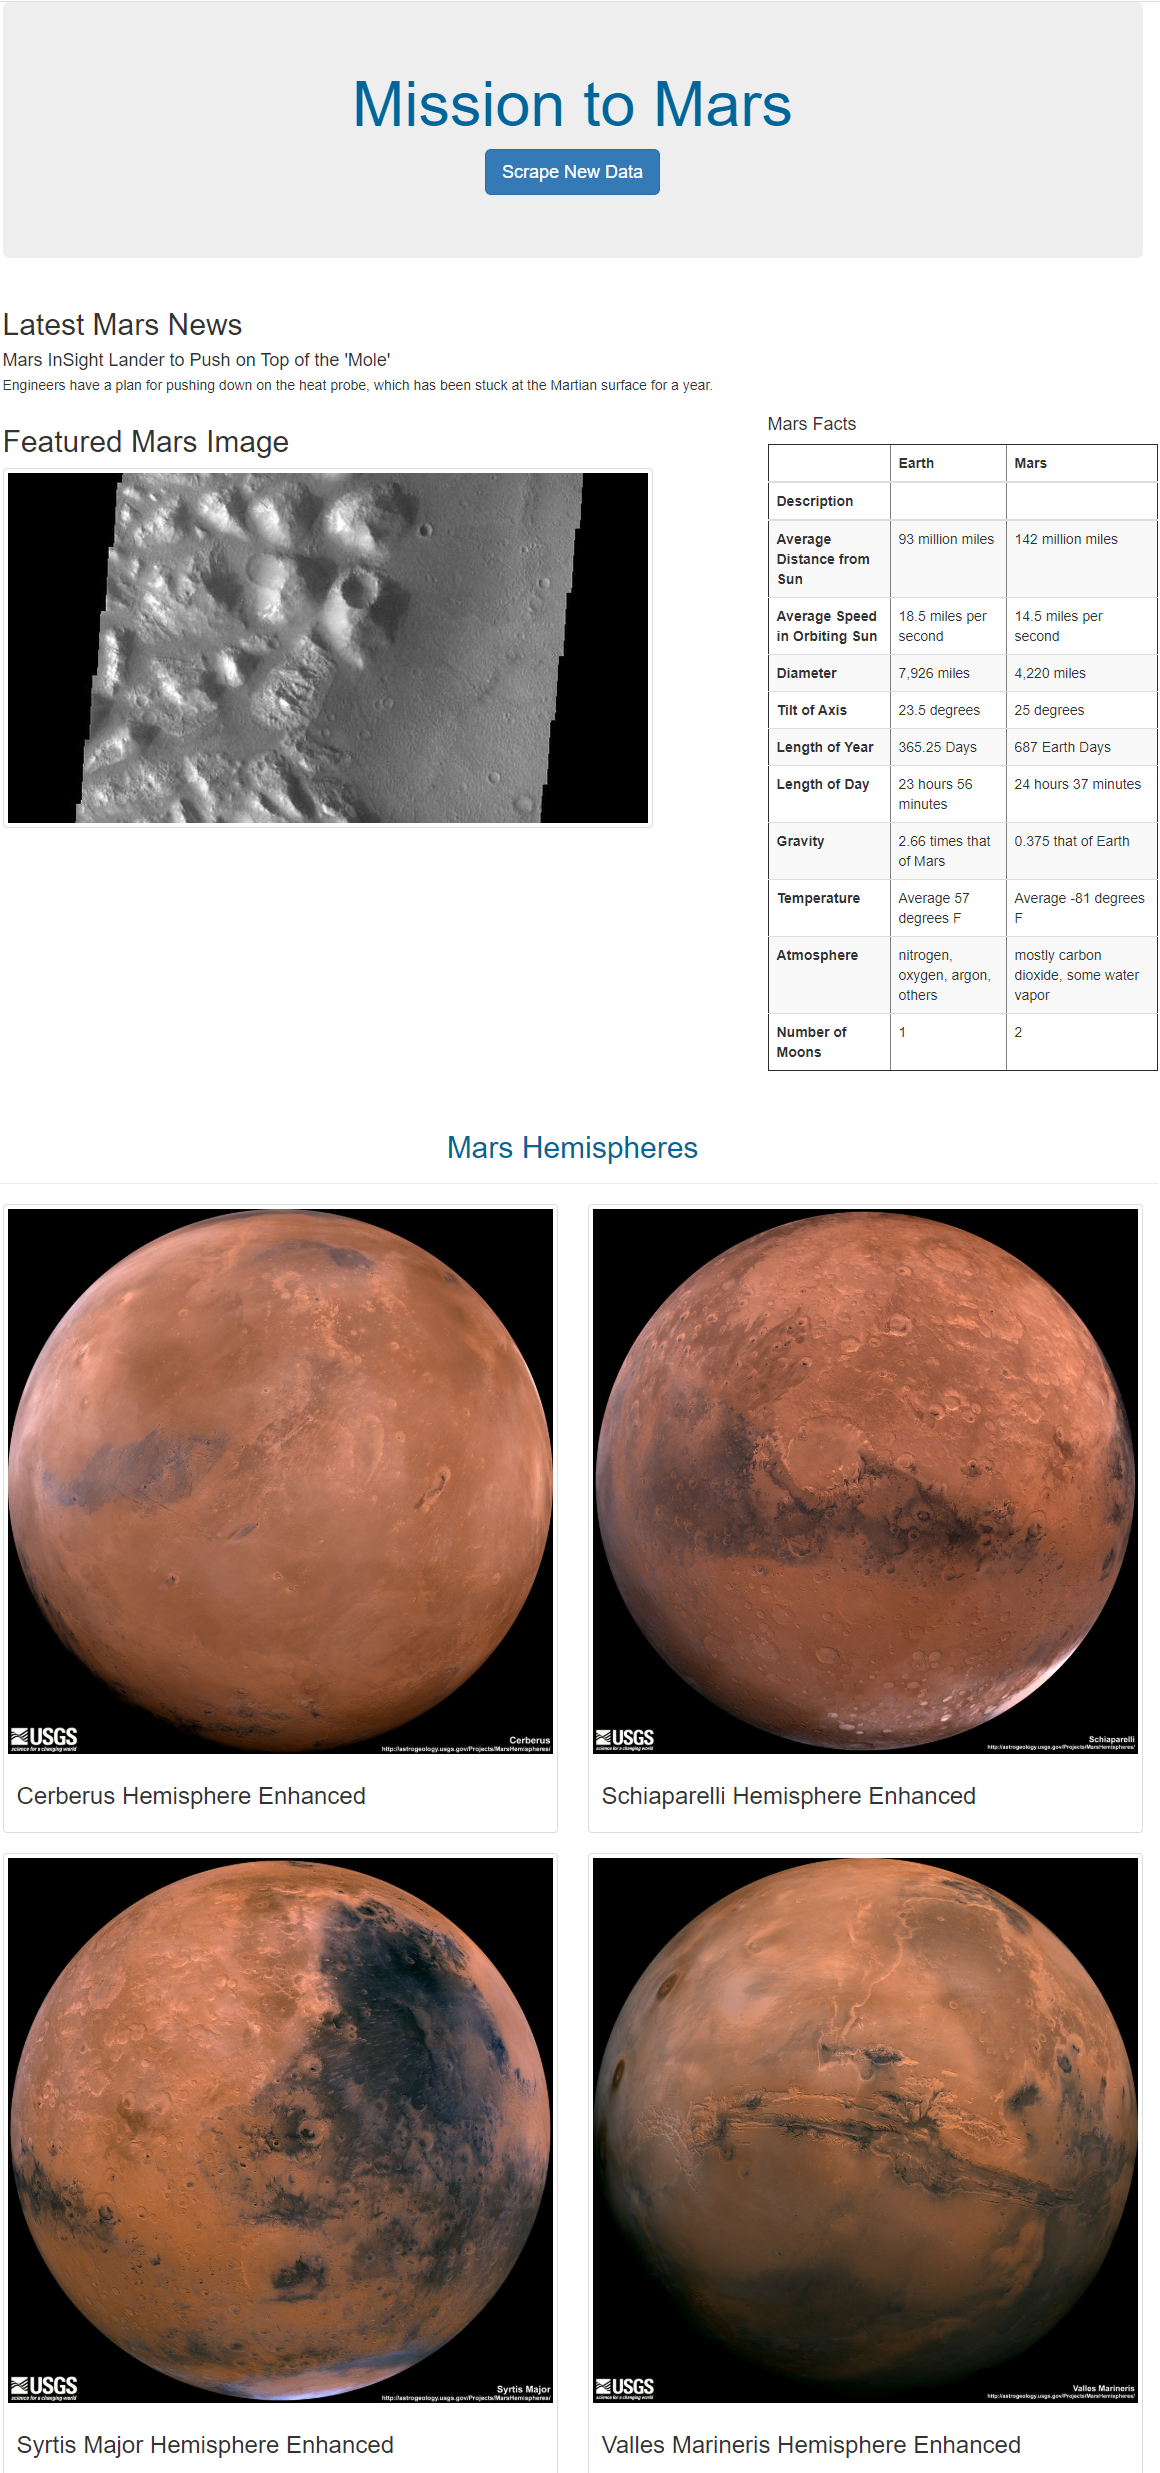 Mission to Mars
Scrape New Data
Latest Mars News
Mars InSight Lander to Push on Top of the 'Mole'
Engineers have a plan for pushing down on the heat probe, which has been stuck at the Martian surface for a year.
Featured Mars Image
Mars Facts
Earth Mars
Description
Average 93 million miles 142 million miles
Distance from
Sun
Average Speed 18.5 miles per 14.5 miles per
in Orbiting Sun second second
Diameter 7,926 miles 4,220 miles
Tilt of Axis 23.5 degrees 25 degrees
Length of Year 365.25 Days 687 Earth Days
Length of Day 23 hours 56 24 hours 37 minutes
minutes
Gravity 2.66 times that 0.375 that of Earth
of Mars
Temperature Average 57 Average -81 degrees
degrees F F
Atmosphere nitrogen, mostly carbon
oxygen, argon, dioxide, some water
others vapor
Number of 1 2
Moons
Mars Hemispheres
USGS
science for a changing world
Cerberus
http://astrogeology.usgs.gov/Projects/MarsHemispheres/
Cerberus Hemisphere Enhanced
USGS
science for a changing world
Schiaparelli
http://astrogeology.usgs.gov/Projects/MarsHemispheres/
Schiaparelli Hemisphere Enhanced
USGS
science for a changing world
Syrtis Major
http://astrogeology.usgs.gov/Projects/MarsHemispheres/
Syrtis Major Hemisphere Enhanced
USGS
science for a changing world
Valles Marineris
http://astrogeology.usgs.gov/Projects/MarsHemispheres/
Valles Marineris Hemisphere Enhanced